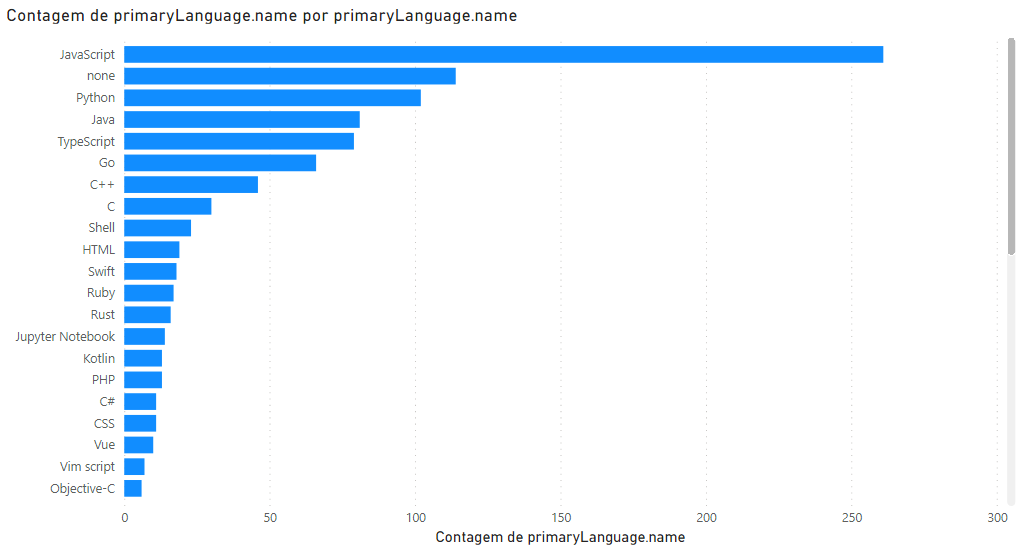 Contagem de primaryLanguage.name por primaryLanguage.name
JavaScript
none
Python
Java
TypeScript
Go
C++
C
Shell
HTML
Swift
Ruby
Rust
Jupyter Notebook
Kotlin
PHP
C#
CSS
Vue
Vim script
Objective-C
0 50 100 150 200 250 300
Contagem de primaryLanguage.name